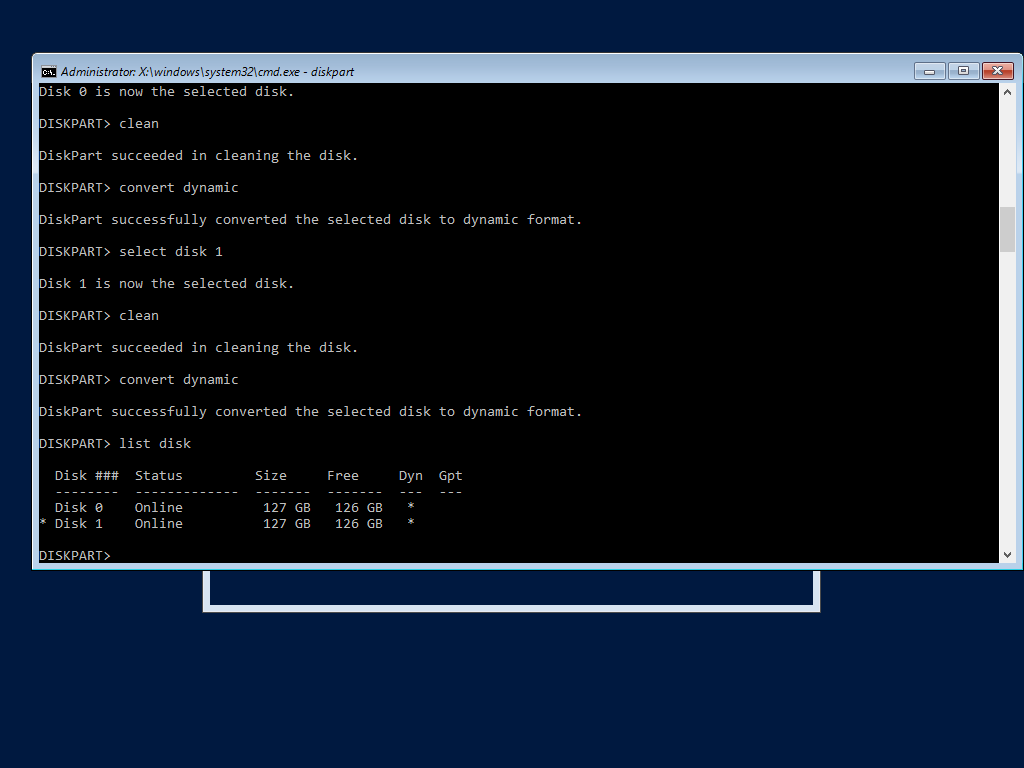 Administrator: X:\windows\system32\cmd.exe - diskpart
Disk 0 is now the selected disk.
DISKPART> clean
DiskPart succeeded in cleaning the disk.
DISKPART> convert dynamic
DiskPart successfully converted the selected disk to dynamic format.
DISKPART> select disk 1
Disk 1 is now the selected disk.
DISKPART> clean
DiskPart succeeded in cleaning the disk.
DISKPART> convert dynamic
DiskPart successfully converted the selected disk to dynamic format.
DISKPART> list disk
  Disk ###  Status         Size     Free     Dyn  Gpt
  --------  -------------  -------  -------  ---  ---
  Disk 0    Online          127 GB   126 GB   *
* Disk 1    Online          127 GB   126 GB   *
DISKPART>